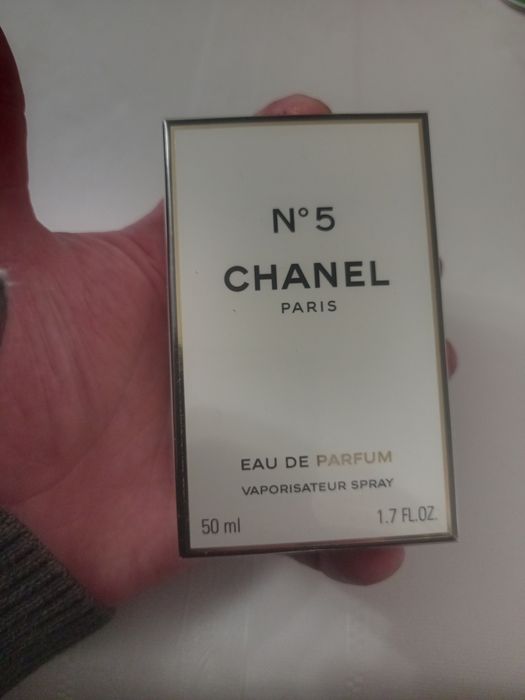 N°5
CHANEL
PARIS
EAU DE PARFUM
VAPORISATEUR SPRAY
50 ml 1.7 FL.OZ.